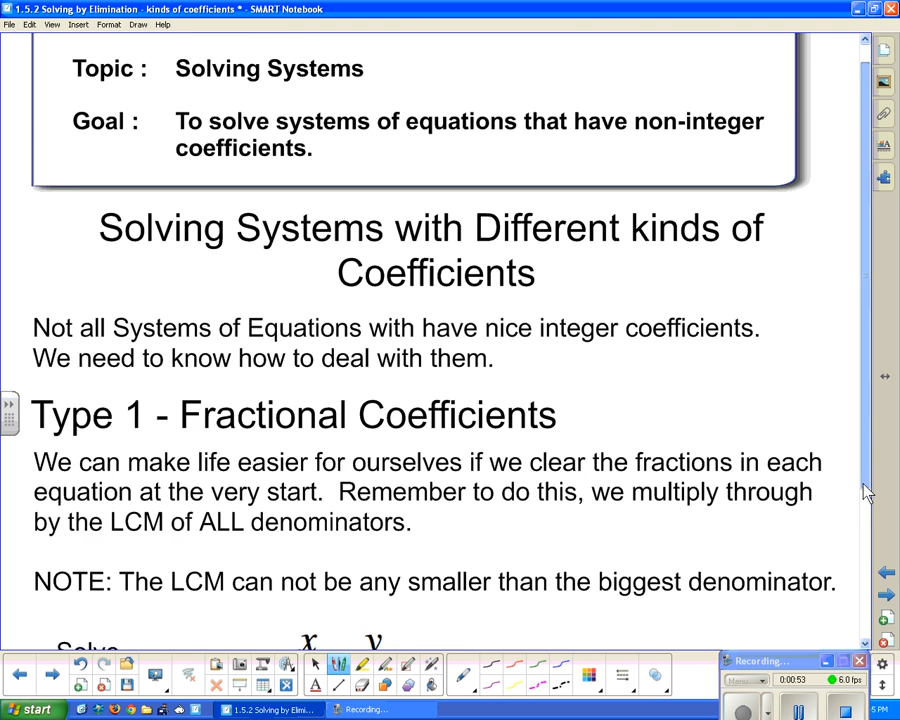 1.5.2 Solving by Elimination - kinds of coefficients * - SMART Notebook
File Edit View Insert Format Draw Help
Topic : Solving Systems
Goal : To solve systems of equations that have non-integer
coefficients.
Solving Systems with Different kinds of
Coefficients
Not all Systems of Equations with have nice integer coefficients.
We need to know how to deal with them.
Type 1 - Fractional Coefficients
We can make life easier for ourselves if we clear the fractions in each
equation at the very start. Remember to do this, we multiply through
by the LCM of ALL denominators.
NOTE: The LCM can not be any smaller than the biggest denominator.
Solve
x y
Recording...
Menu
0:00:53 6.0 fps
start 1.5.2 Solving by Elimi... Recording... 5 PM